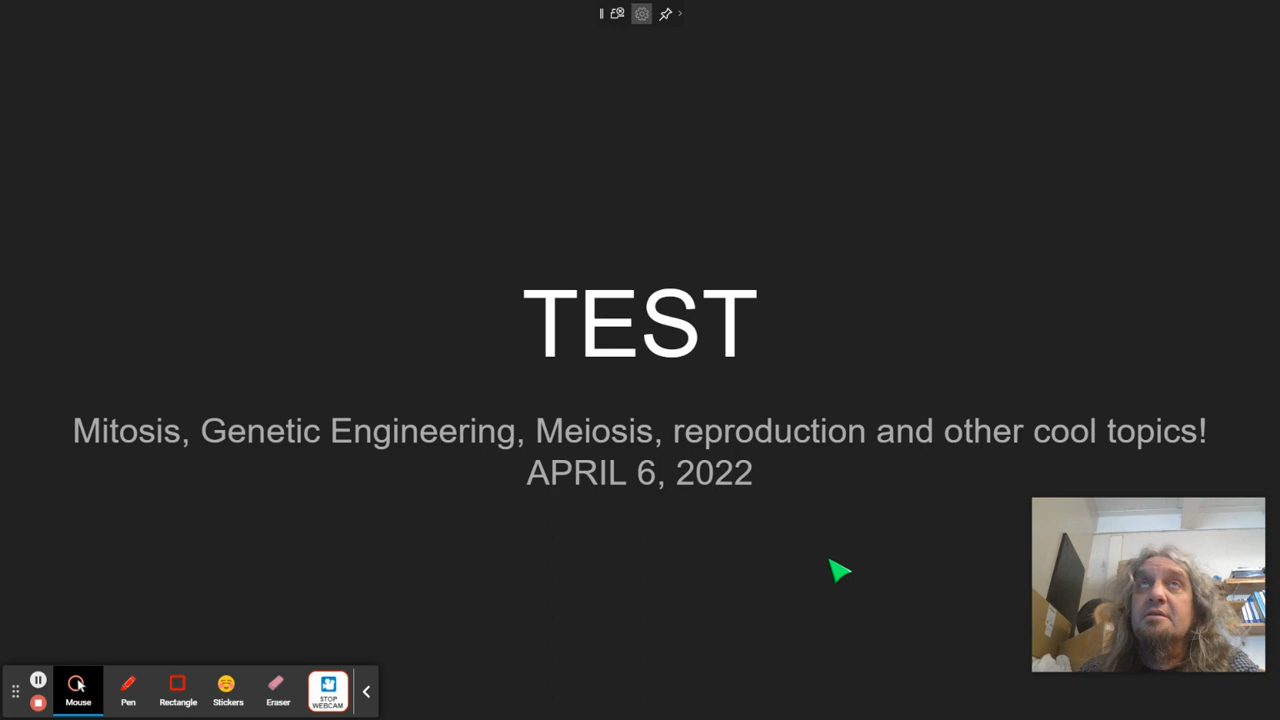 TEST
Mitosis, Genetic Engineering, Meiosis, reproduction and other cool topics!
APRIL 6, 2022
Mouse
Pen
Rectangle
Stickers
Eraser
STOP
WEBCAM